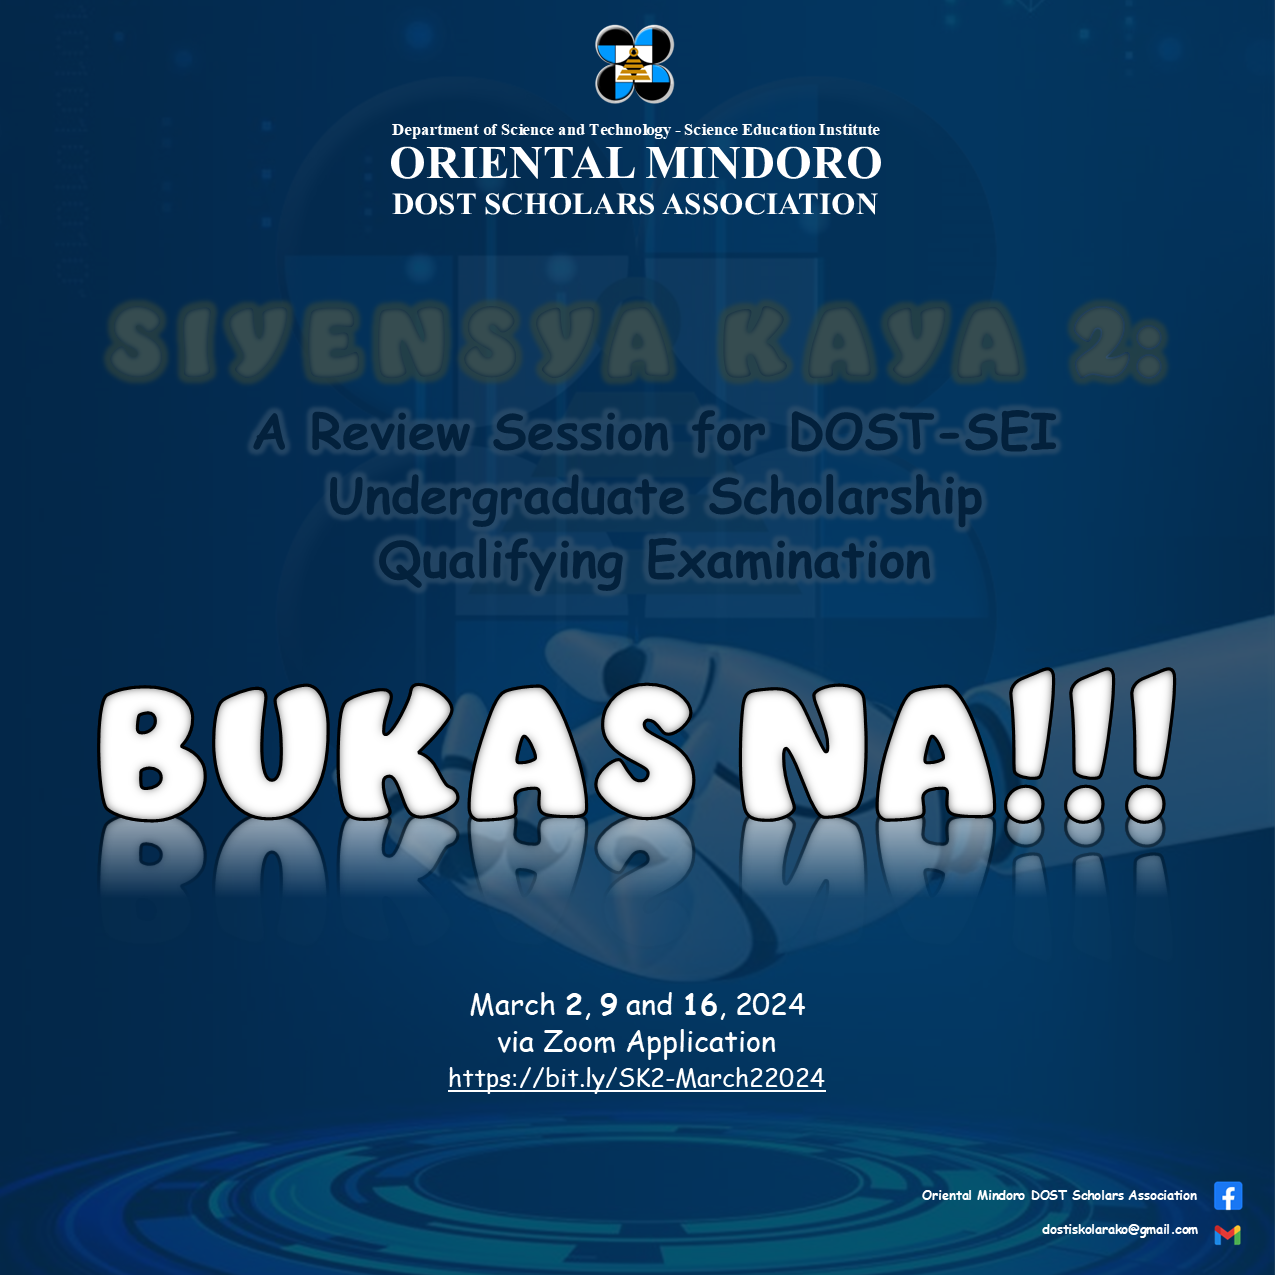 Department of Science and Technology - Science Education Institute
ORIENTAL MINDORO
DOST SCHOLARS ASSOCIATION
SIYENSYA KAYA 2:
A Review Session for DOST-SEI
Undergraduate Scholarship
Qualifying Examination
BUKAS NA!!!
March 2, 9 and 16, 2024
via Zoom Application
https://bit.ly/SK2-March22024
Oriental Mindoro DOST Scholars Association
dostiskolarako@gmail.com